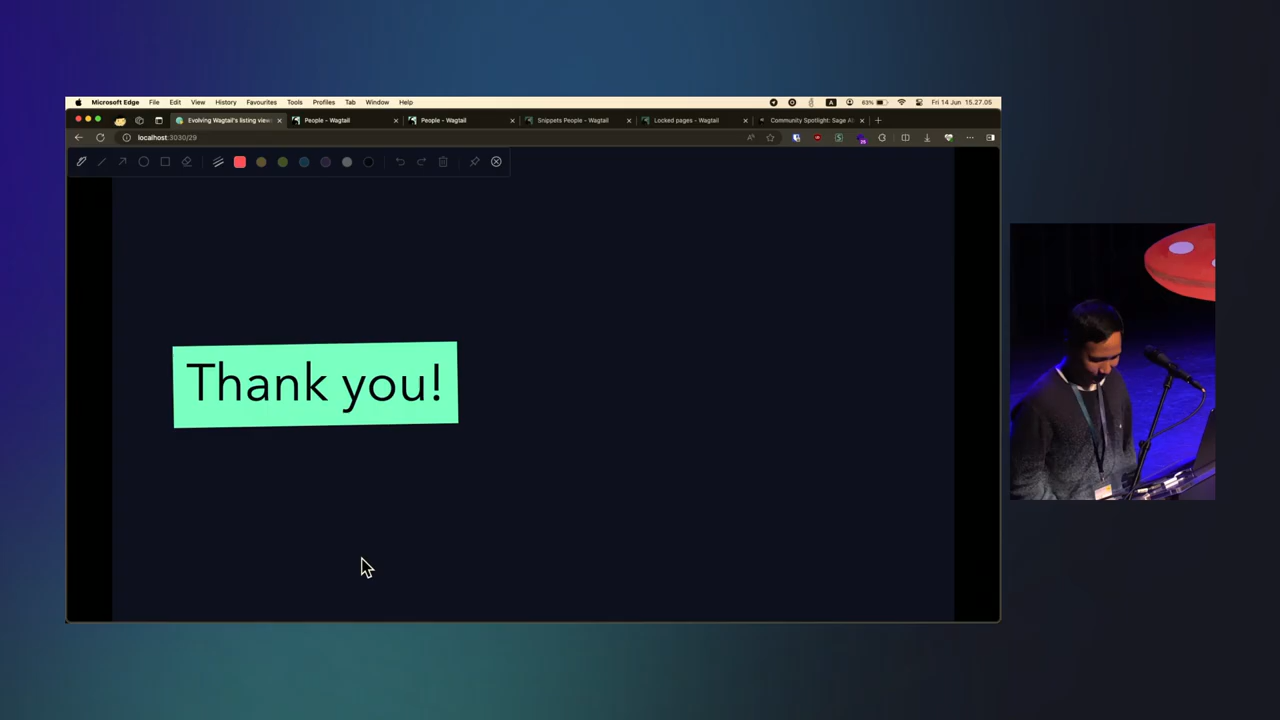 Microsoft Edge File Edit View History Favourites Tools Profiles Tab Window Help 63% Fri 14 Jun 15.27.05
Evolving Wagtail's listing view People - Wagtail People - Wagtail Snippets People - Wagtail Locked pages - Wagtail Community Spotlight: Sage A
localhost:3030/29
Thank you!